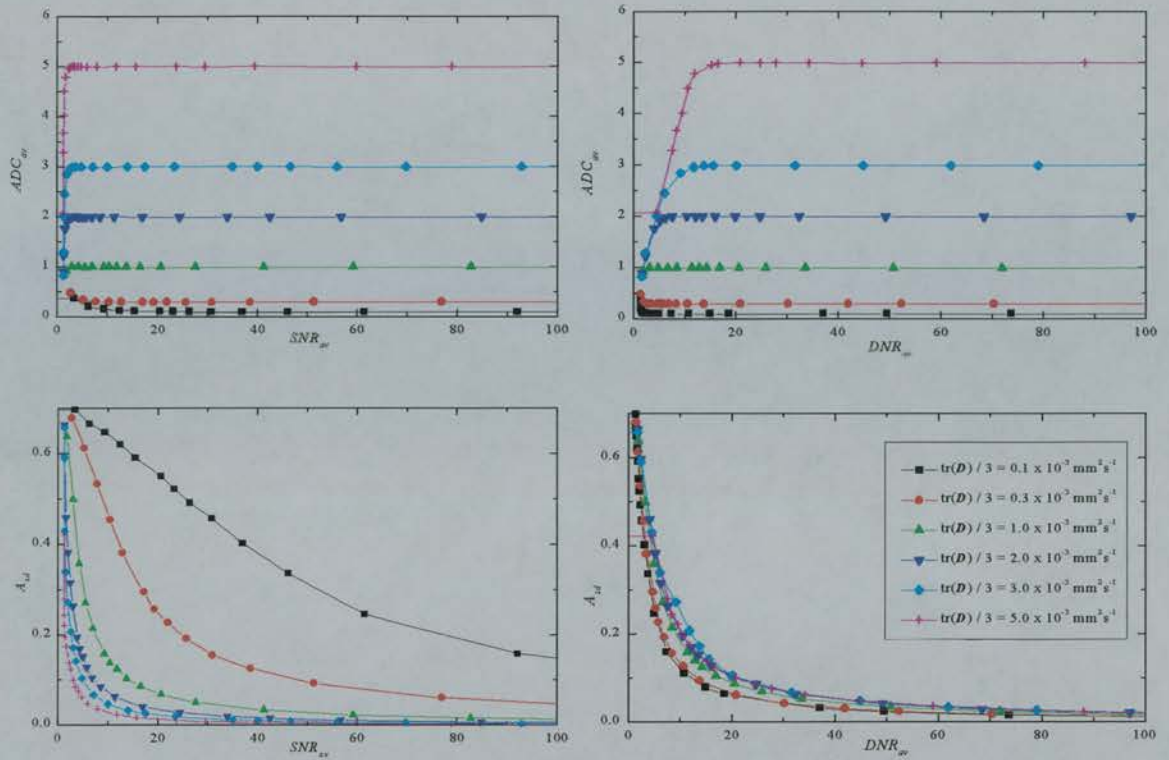 6
5
4
3
2
1
0
ADC_av
0 20 40 60 80 100
SNR_av
6
5
4
3
2
1
0
ADC_av
0 20 40 60 80 100
DNR_av
0.6
0.4
0.2
0.0
A_1d
0 20 40 60 80 100
SNR_av
0.6
0.4
0.2
0.0
A_1d
0 20 40 60 80 100
DNR_av
tr(D) / 3 = 0.1 x 10⁻³ mm²s⁻¹
tr(D) / 3 = 0.3 x 10⁻³ mm²s⁻¹
tr(D) / 3 = 1.0 x 10⁻³ mm²s⁻¹
tr(D) / 3 = 2.0 x 10⁻³ mm²s⁻¹
tr(D) / 3 = 3.0 x 10⁻³ mm²s⁻¹
tr(D) / 3 = 5.0 x 10⁻³ mm²s⁻¹